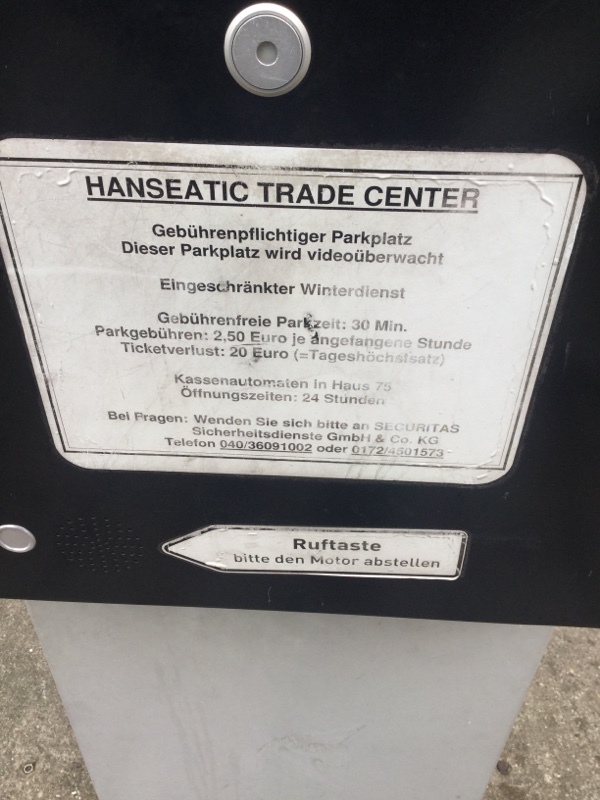 HANSEATIC TRADE CENTER
Gebührenpflichtiger Parkplatz
Dieser Parkplatz wird videoüberwacht
Eingeschränkter Winterdienst
Gebührenfreie Parkzeit: 30 Min.
Parkgebühren: 2,50 Euro je angefangene Stunde
Ticketverlust: 20 Euro (=Tageshöchstsatz)
Kassenautomaten in Haus 75
Öffnungszeiten: 24 Stunden
Bei Fragen: Wenden Sie sich bitte an SECURITAS
Sicherheitsdienste GmbH & Co. KG
Telefon 040/36091002 oder 0172/4501573
Ruftaste
bitte den Motor abstellen